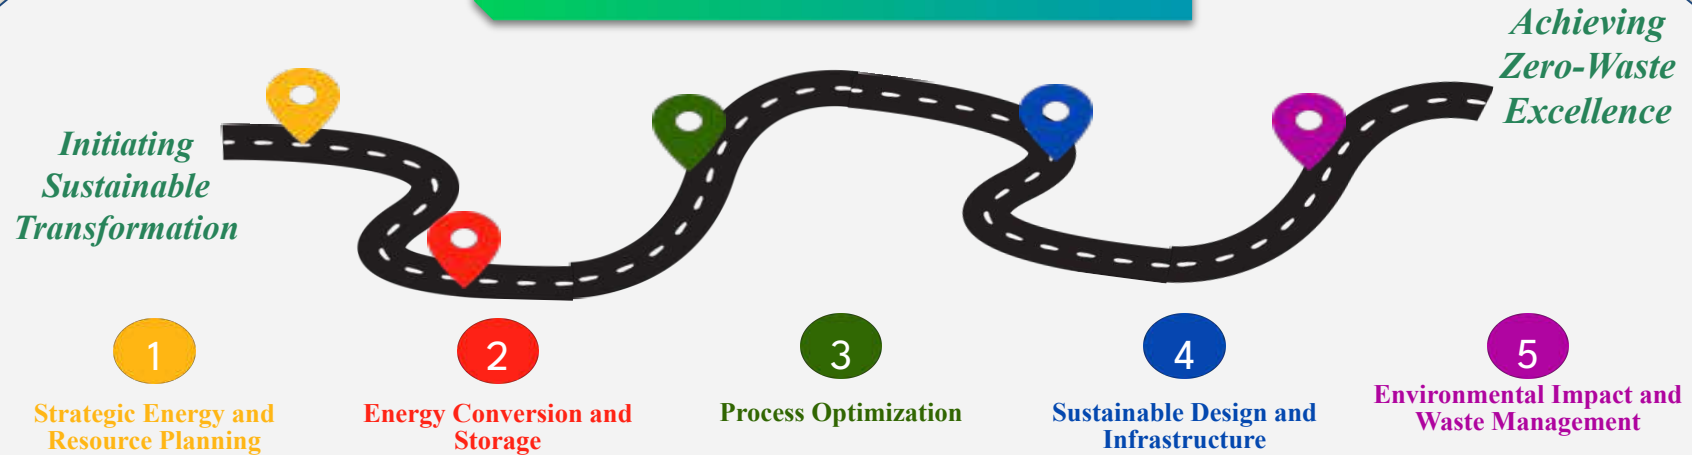 Initiating
Sustainable
Transformation
Achieving
Zero-Waste
Excellence
1
Strategic Energy and
Resource Planning
2
Energy Conversion and
Storage
3
Process Optimization
4
Sustainable Design and
Infrastructure
5
Environmental Impact and
Waste Management